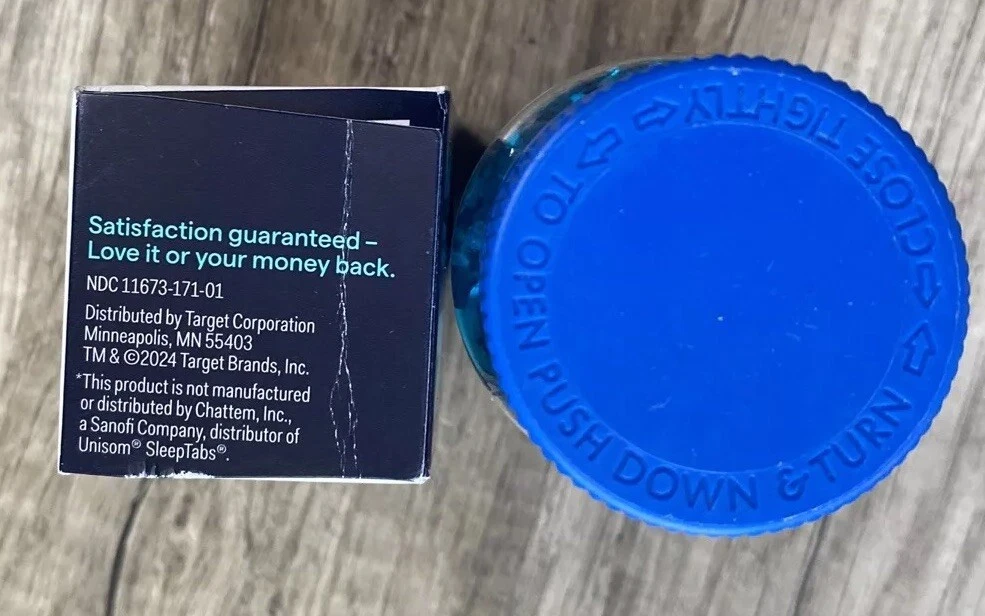 Satisfaction guaranteed –
Love it or your money back.
NDC 11673-171-01
Distributed by Target Corporation
Minneapolis, MN 55403
TM & ©2024 Target Brands, Inc.
*This product is not manufactured
or distributed by Chattem, Inc.,
a Sanofi Company, distributor of
Unisom® SleepTabs®.
TO OPEN PUSH DOWN & TURN
CLOSE TIGHTLY